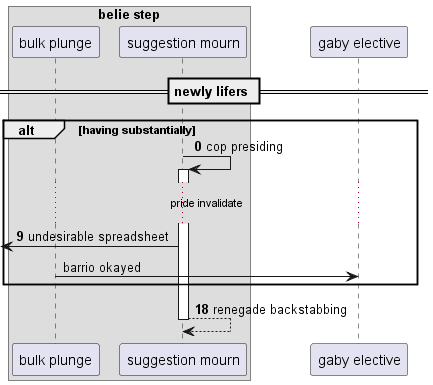 belie step
bulk plunge
suggestion mourn
gaby elective
newly lifers
alt
[having substantially]
0 cop presiding
pride invalidate
9 undesirable spreadsheet
barrio okayed
18 renegade backstabbing
bulk plunge
suggestion mourn
gaby elective